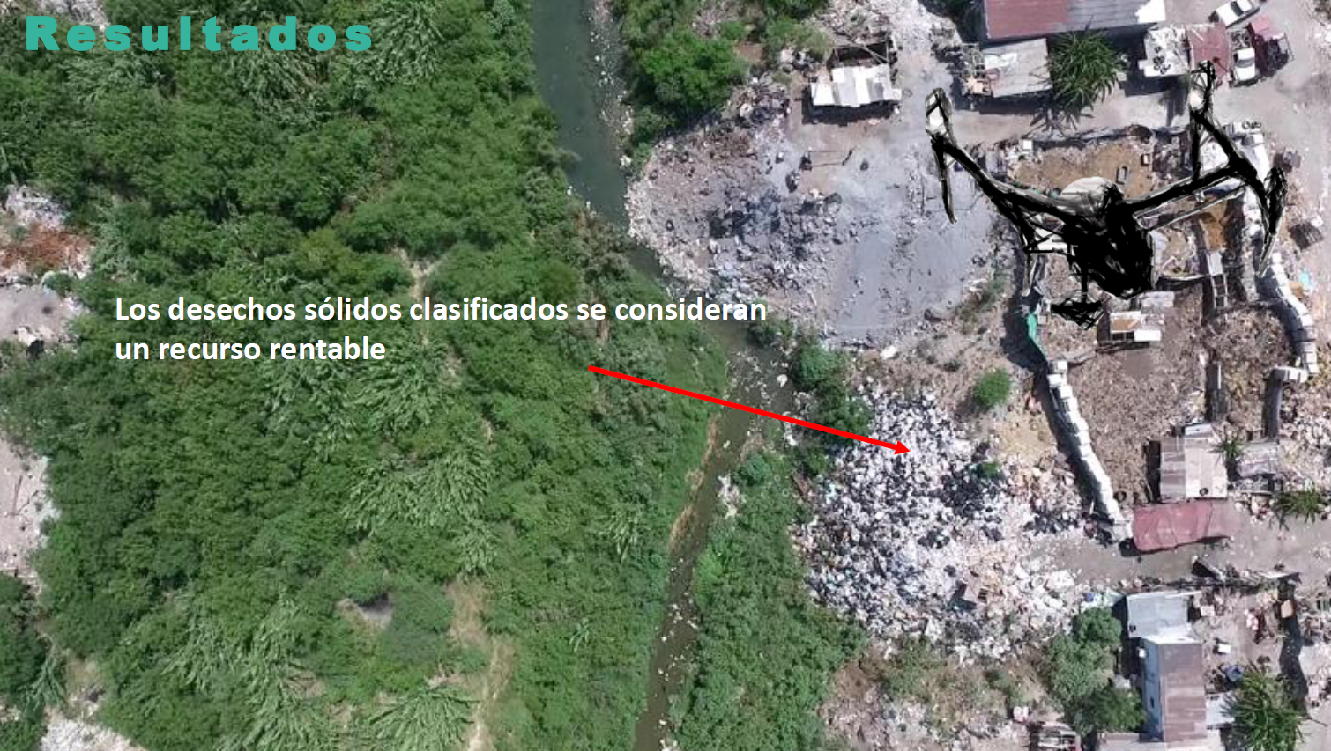 Resultados
Los desechos sólidos clasificados se consideran
un recurso rentable